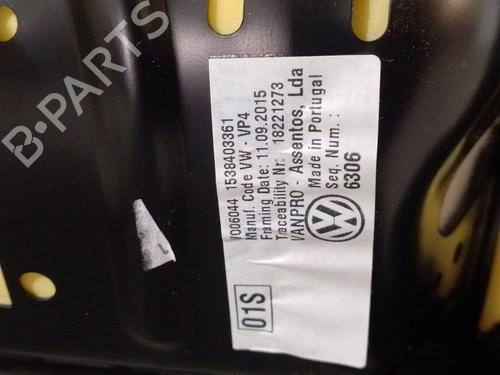 V006044 1538403361
Manuf. Code VW - VP4
Framing Date: 11.09.2015
Traceability Nr: 18221273
VANPRO - Assentos, Lda
Made in Portugal
Seq. Num. :
6306
01S
B-PARTS